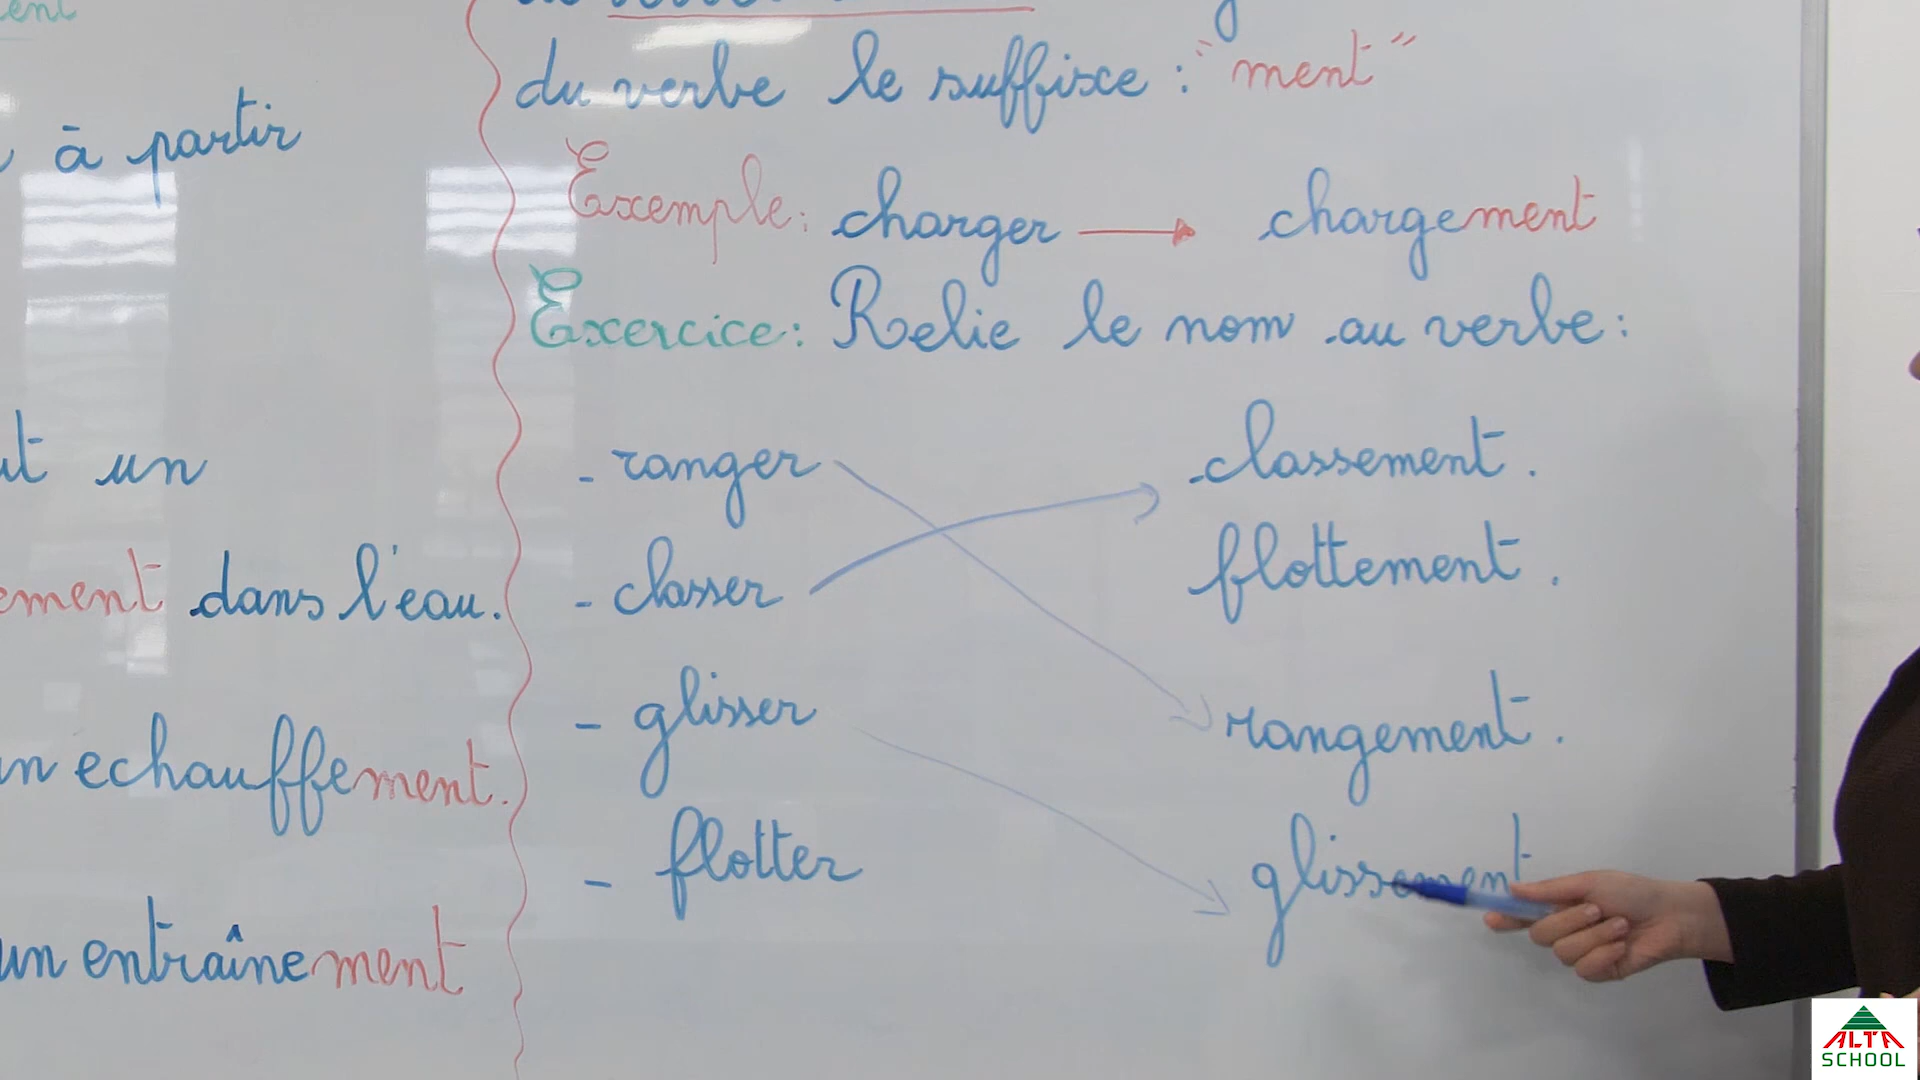 à partir
un
ement dans l'eau.
un echauffement.
un entraînement
du verbe le suffixe : "ment"
Exemple: charger → chargement
Exercice: Relie le nom au verbe:
- ranger classement.
- classer flottement.
- glisser rangement.
- flotter glissement
ALTA
SCHOOL